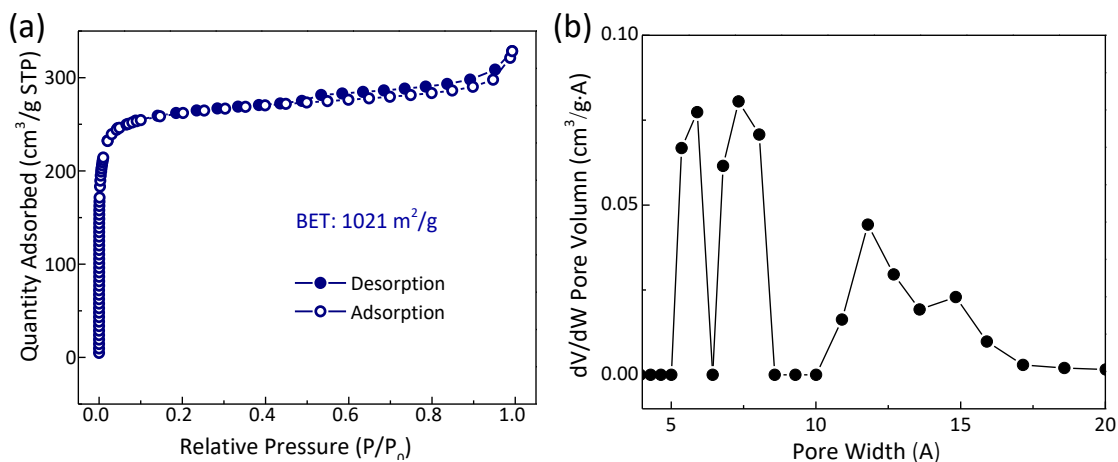 (a)
Quantity Adsorbed (cm³/g STP)
300
200
100
0
BET: 1021 m²/g
Desorption
Adsorption
0.0 0.2 0.4 0.6 0.8 1.0
Relative Pressure (P/P₀)
(b)
dV/dW Pore Volumn (cm³/g·A)
0.10
0.05
0.00
5 10 15 20
Pore Width (A)